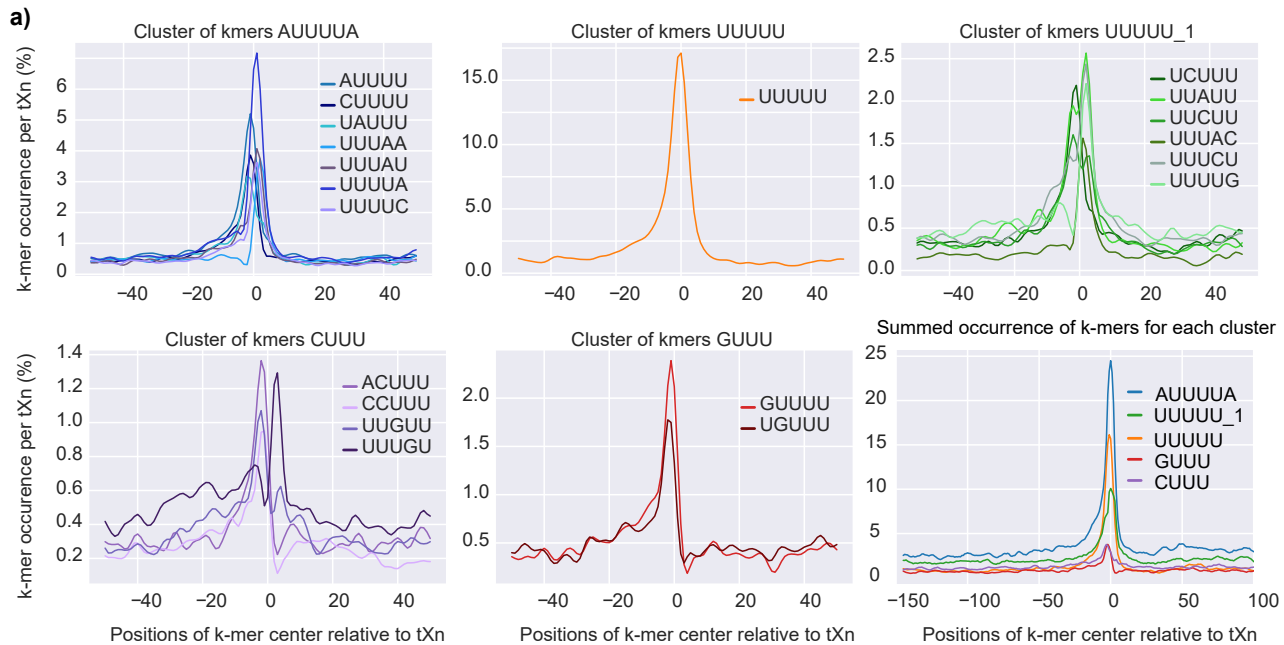 a)
Cluster of kmers AUUUUA
k-mer occurence per tXn (%)
6
5
4
3
2
1
0
AUUUU
CUUUU
UAUUU
UUUAA
UUUAU
UUUUA
UUUUC
−40
−20
0
20
40
Cluster of kmers UUUUU
15.0
10.0
5.0
0.0
UUUUU
−40
−20
0
20
40
Cluster of kmers UUUUU_1
2.5
2.0
1.5
1.0
0.5
0.0
UCUUU
UUAUU
UUCUU
UUUAC
UUUCU
UUUUG
−40
−20
0
20
40
Cluster of kmers CUUU
k-mer occurence per tXn (%)
1.4
1.2
1.0
0.8
0.6
0.4
0.2
ACUUU
CCUUU
UUGUU
UUUGU
−40
−20
0
20
40
Positions of k-mer center relative to tXn
Cluster of kmers GUUU
2.0
1.5
1.0
0.5
GUUUU
UGUUU
−40
−20
0
20
40
Positions of k-mer center relative to tXn
Summed occurrence of k-mers for each cluster
25
20
15
10
5
0
AUUUUA
UUUUU_1
UUUUU
GUUU
CUUU
−150
−100
−50
0
50
100
Positions of k-mer center relative to tXn